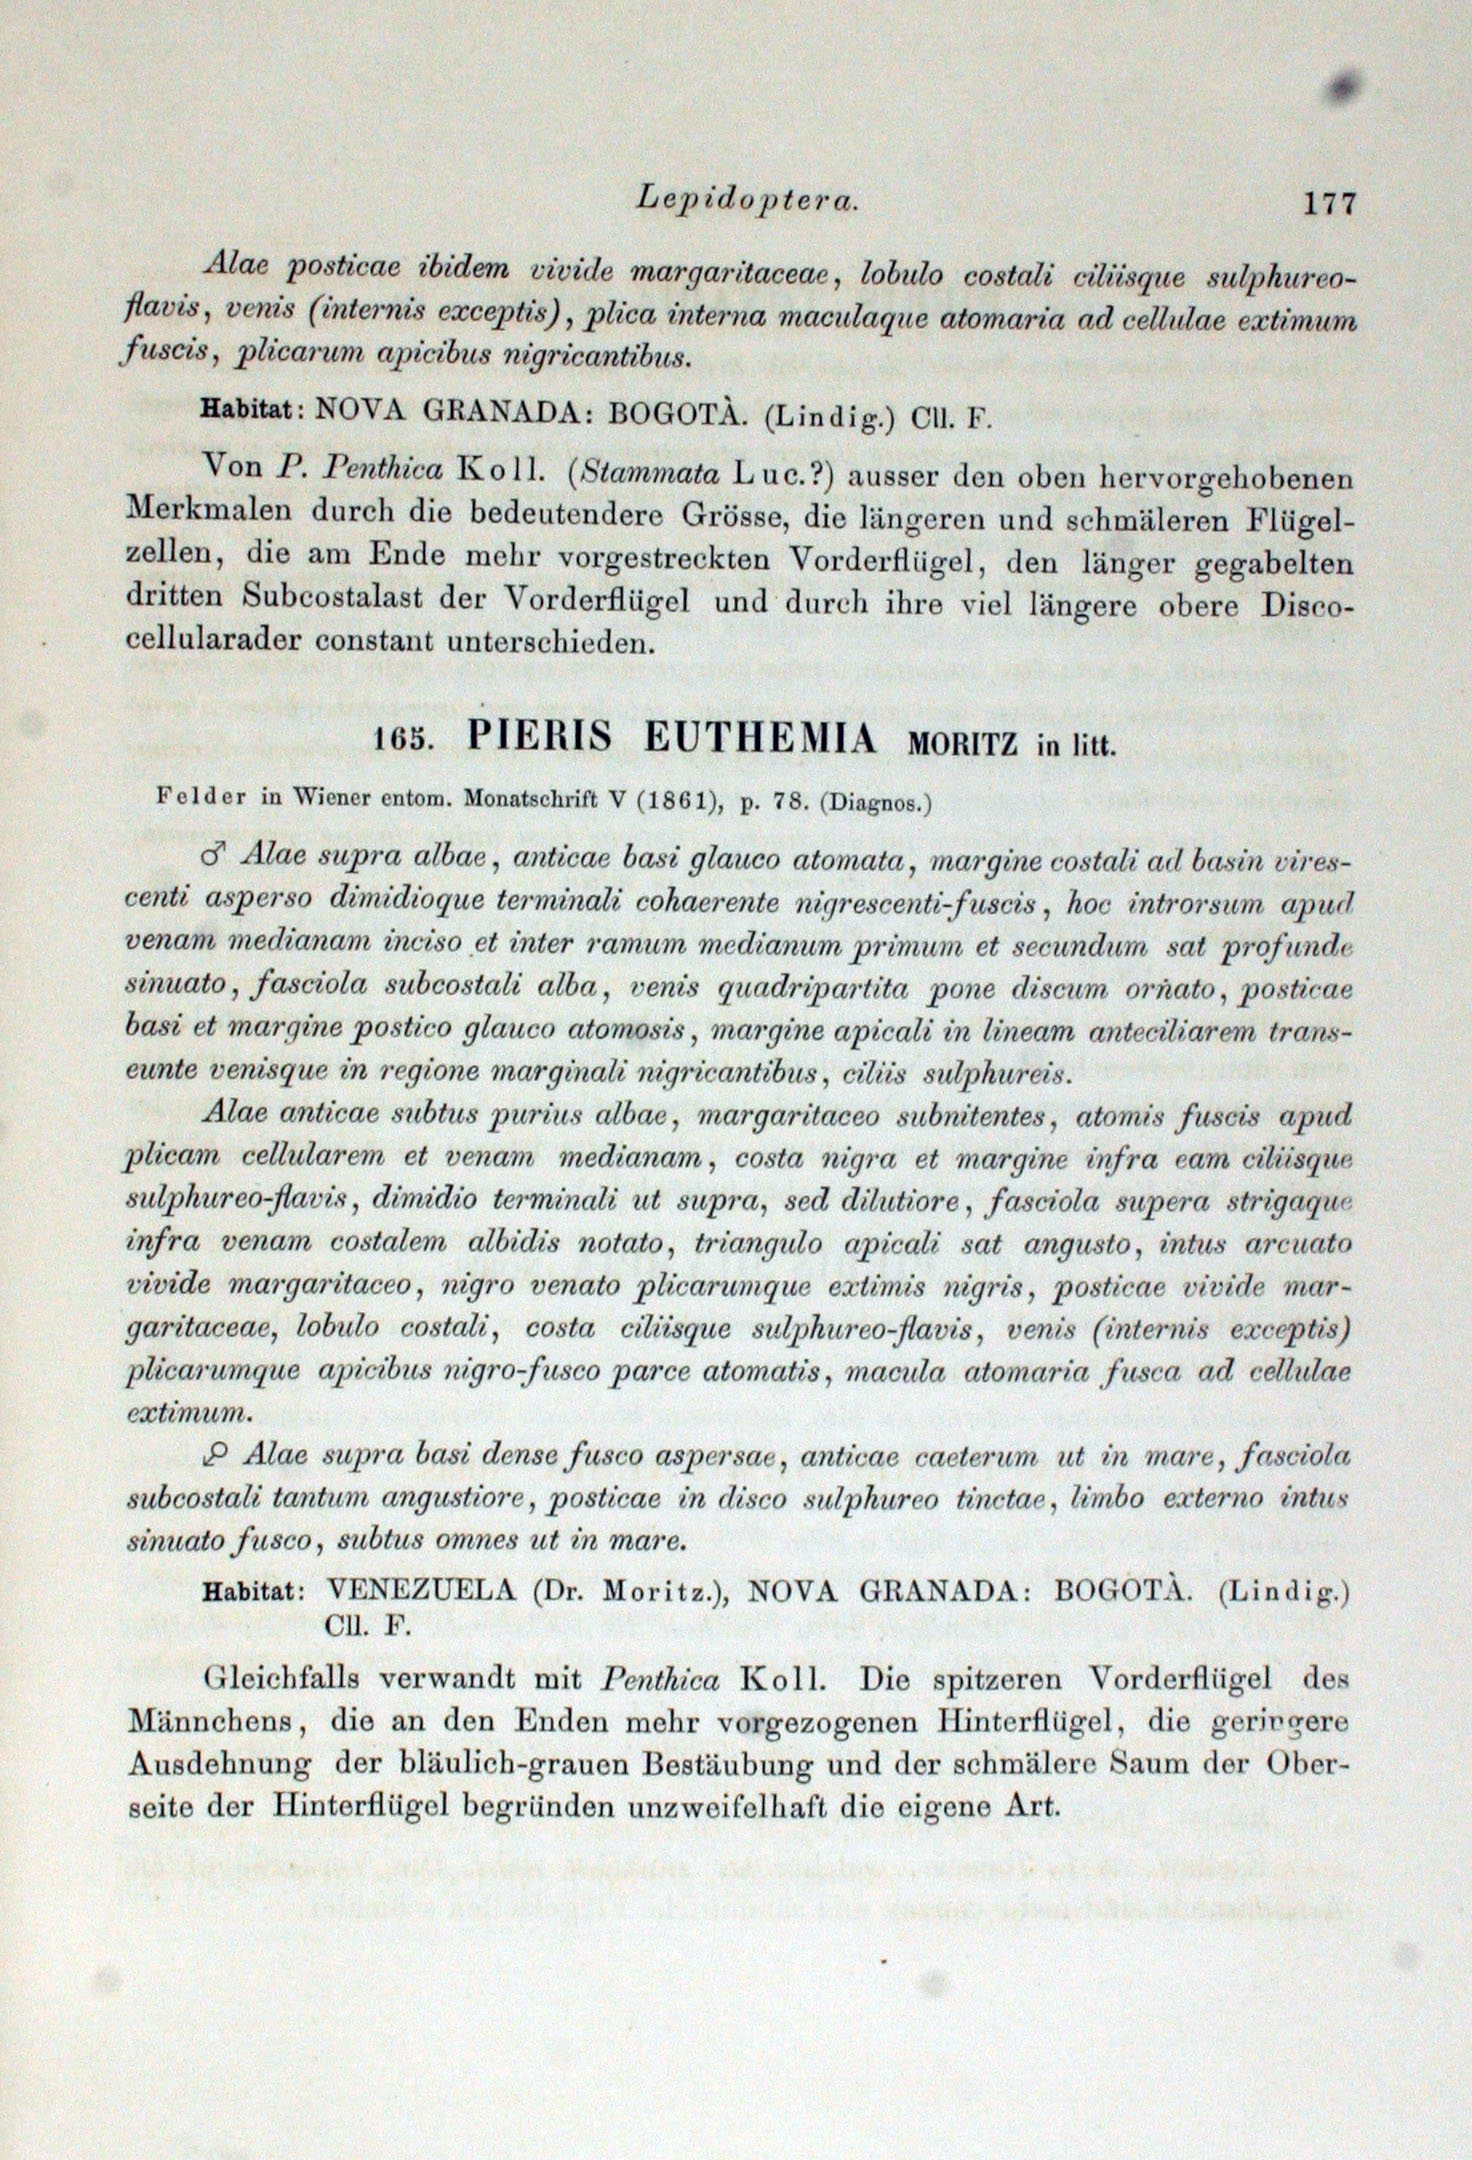 Lepidoptera. 177
Alae posticae ibidem vivide margaritaceae, lobulo costali ciliisque sulphureo-
flavis, venis (internis exceptis), plica interna maculaque atomaria ad cellulae extimum
fuscis, plicarum apicibus nigricantibus.
Habitat: NOVA GRANADA: BOGOTÀ. (Lindig.) Cll. F.
Von P. Penthica Koll. (Stammata Luc.?) ausser den oben hervorgehobenen
Merkmalen durch die bedeutendere Grösse, die längeren und schmäleren Flügel-
zellen, die am Ende mehr vorgestreckten Vorderflügel, den länger gegabelten
dritten Subcostalast der Vorderflügel und durch ihre viel längere obere Disco-
cellularader constant unterschieden.
165. PIERIS EUTHEMIA MORITZ in litt.
Felder in Wiener entom. Monatschrift V (1861), p. 78. (Diagnos.)
♂ Alae supra albae, anticae basi glauco atomata, margine costali ad basin vires-
centi asperso dimidioque terminali cohaerente nigrescenti-fuscis, hoc introrsum apud
venam medianam inciso et inter ramum medianum primum et secundum sat profunde
sinuato, fasciola subcostali alba, venis quadripartita pone discum ornato, posticae
basi et margine postico glauco atomosis, margine apicali in lineam anteciliarem trans-
eunte venisque in regione marginali nigricantibus, ciliis sulphureis.
Alae anticae subtus purius albae, margaritaceo subnitentes, atomis fuscis apud
plicam cellularem et venam medianam, costa nigra et margine infra eam ciliisque
sulphureo-flavis, dimidio terminali ut supra, sed dilutiore, fasciola supera strigaque
infra venam costalem albidis notato, triangulo apicali sat angusto, intus arcuato
vivide margaritaceo, nigro venato plicarumque extimis nigris, posticae vivide mar-
garitaceae, lobulo costali, costa ciliisque sulphureo-flavis, venis (internis exceptis)
plicarumque apicibus nigro-fusco parce atomatis, macula atomaria fusca ad cellulae
extimum.
♀ Alae supra basi dense fusco aspersae, anticae caeterum ut in mare, fasciola
subcostali tantum angustiore, posticae in disco sulphureo tinctae, limbo externo intus
sinuato fusco, subtus omnes ut in mare.
Habitat: VENEZUELA (Dr. Moritz.), NOVA GRANADA: BOGOTÀ. (Lindig.)
Cll. F.
Gleichfalls verwandt mit Penthica Koll. Die spitzeren Vorderflügel des
Männchens, die an den Enden mehr vorgezogenen Hinterflügel, die geringere
Ausdehnung der bläulich-grauen Bestäubung und der schmälere Saum der Ober-
seite der Hinterflügel begründen unzweifelhaft die eigene Art.